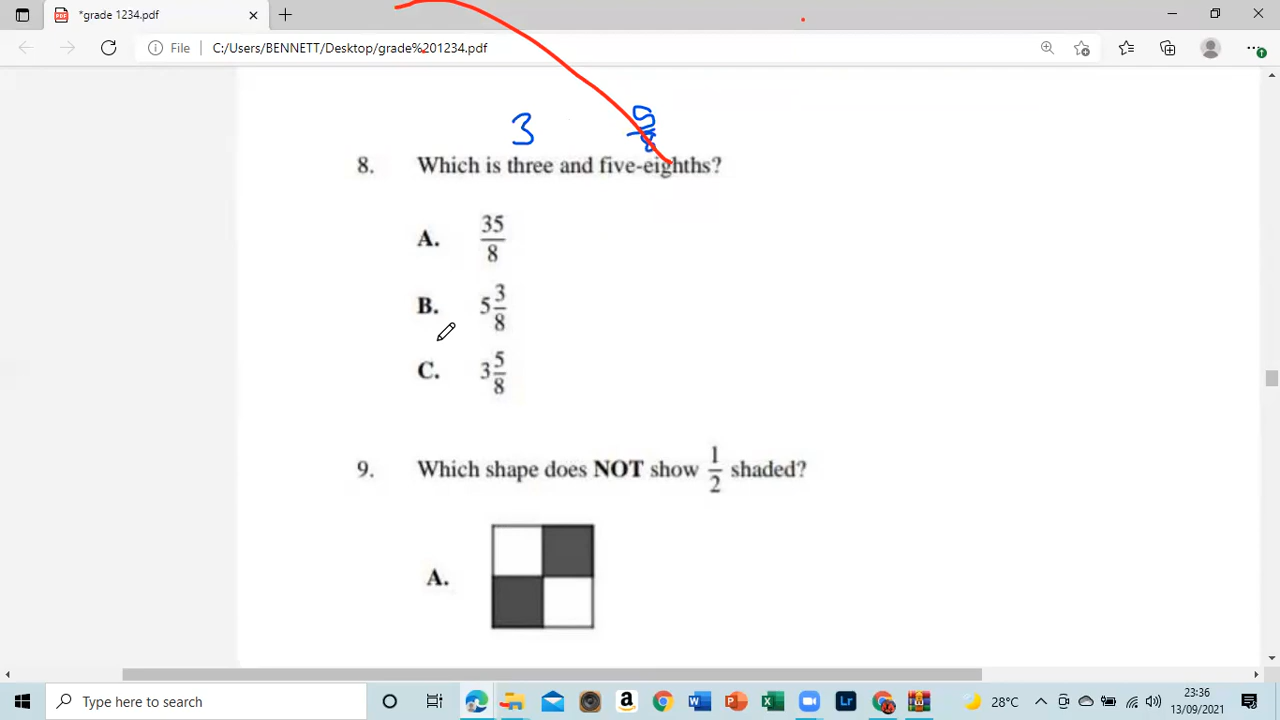 *grade 1234.pdf
File
C:/Users/BENNETT/Desktop/grade%201234.pdf
3 5/8
8. Which is three and five-eighths?
A. 35/8
B. 5 3/8
C. 3 5/8
9. Which shape does NOT show 1/2 shaded?
A.
Type here to search
28°C
23:36
13/09/2021